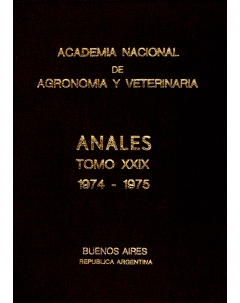 ACADEMIA NACIONAL
DE
AGRONOMIA Y VETERINARIA
ANALES
TOMO XXIX
1974 - 1975
BUENOS AIRES
REPUBLICA ARGENTINA